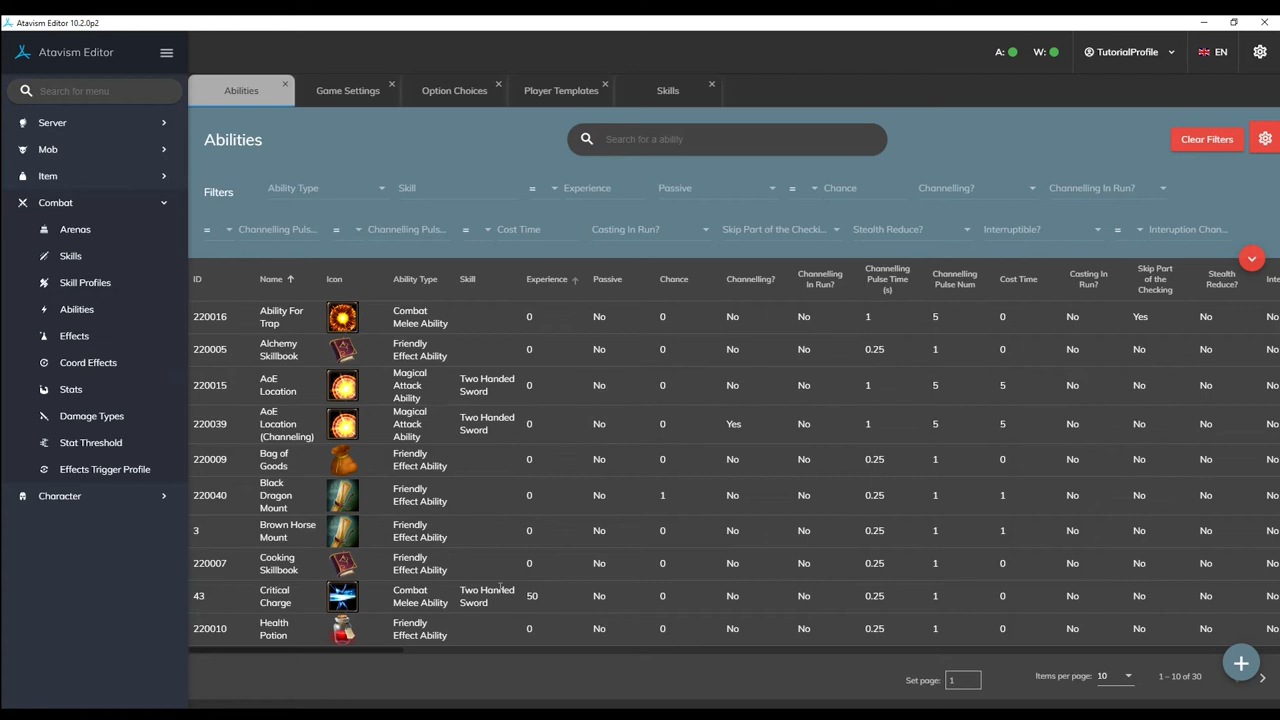 Atavism Editor 10.2.0p2
Atavism Editor
A:
W:
TutorialProfile
EN
Search for menu
Abilities
Game Settings
Option Choices
Player Templates
Skills
Server
Mob
Item
Combat
Arenas
Skills
Skill Profiles
Abilities
Effects
Coord Effects
Stats
Damage Types
Stat Threshold
Effects Trigger Profile
Character
Abilities
Search for a ability
Clear Filters
Filters
Ability Type
Skill
=
Experience
Passive
=
Chance
Channelling?
Channelling In Run?
=
Channelling Puls...
=
Channelling Puls...
=
Cost Time
Casting In Run?
Skip Part of the Checking...
Stealth Reduce?
Interruptible?
=
Interuption Chan...
ID
Name
Icon
Ability Type
Skill
Experience
Passive
Chance
Channelling?
Channelling
In Run?
Channelling
Pulse Time
(s)
Channelling
Pulse Num
Cost Time
Casting In
Run?
Skip Part
of the
Checking
Stealth
Reduce?
Inte
220016
Ability For
Trap
Combat
Melee Ability
0
No
0
No
No
1
5
0
No
Yes
No
No
220005
Alchemy
Skillbook
Friendly
Effect Ability
0
No
0
No
No
0.25
1
0
No
No
No
No
220015
AoE
Location
Magical
Attack
Ability
Two Handed
Sword
0
No
0
No
No
1
5
5
No
No
No
No
220039
AoE
Location
(Channeling)
Magical
Attack
Ability
Two Handed
Sword
0
No
0
Yes
No
1
5
5
No
No
No
No
220009
Bag of
Goods
Friendly
Effect Ability
0
No
0
No
No
0.25
1
0
No
No
No
No
220040
Black
Dragon
Mount
Friendly
Effect Ability
0
No
1
No
No
0.25
1
1
No
No
No
No
3
Brown Horse
Mount
Friendly
Effect Ability
0
No
0
No
No
0.25
1
1
No
No
No
No
220007
Cooking
Skillbook
Friendly
Effect Ability
0
No
0
No
No
0.25
1
0
No
No
No
No
43
Critical
Charge
Combat
Melee Ability
Two Handed
Sword
50
No
0
No
No
0.25
1
0
No
No
No
No
220010
Health
Potion
Friendly
Effect Ability
0
No
0
No
No
0.25
1
0
No
No
No
No
Set page:
1
Items per page:
10
1 – 10 of 30